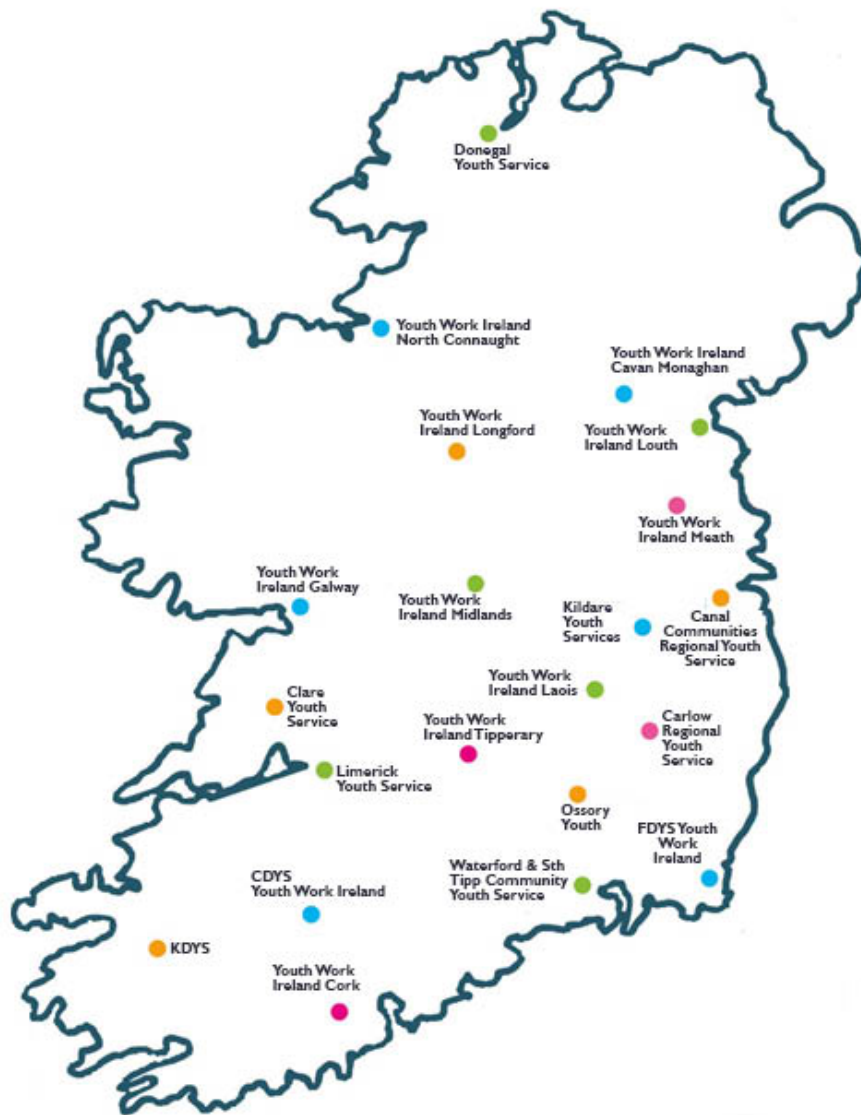 Donegal
Youth Service
Youth Work Ireland
North Connaught
Youth Work Ireland
Cavan Monaghan
Youth Work
Ireland Longford
Youth Work
Ireland Louth
Youth Work
Ireland Meath
Youth Work
Ireland Galway
Youth Work
Ireland Midlands
Kildare
Youth
Services
Canal
Communities
Regional Youth
Service
Youth Work
Ireland Laois
Clare
Youth
Service
Youth Work
Ireland Tipperary
Carlow
Regional
Youth
Service
Limerick
Youth Service
Ossory
Youth
FDYS Youth
Work
Ireland
Waterford & Sth
Tipp Community
Youth Service
CDYS
Youth Work Ireland
KDYS
Youth Work
Ireland Cork